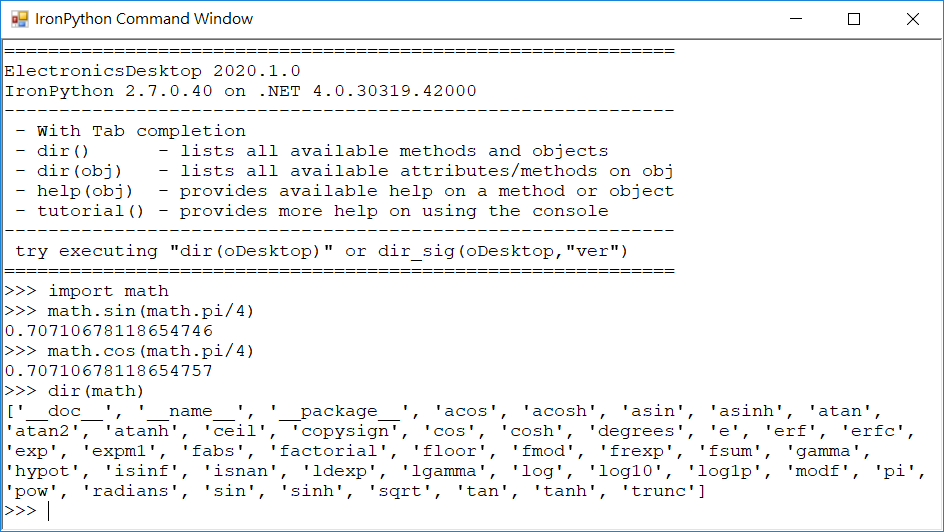 IronPython Command Window
=============================================================
ElectronicsDesktop 2020.1.0
IronPython 2.7.0.40 on .NET 4.0.30319.42000
-------------------------------------------------------------
 - With Tab completion
 - dir()      - lists all available methods and objects
 - dir(obj)   - lists all available attributes/methods on obj
 - help(obj)  - provides available help on a method or object
 - tutorial() - provides more help on using the console
-------------------------------------------------------------
 try executing "dir(oDesktop)" or dir_sig(oDesktop,"ver")
=============================================================
>>> import math
>>> math.sin(math.pi/4)
0.70710678118654746
>>> math.cos(math.pi/4)
0.70710678118654757
>>> dir(math)
['__doc__', '__name__', '__package__', 'acos', 'acosh', 'asin', 'asinh', 'atan',
'atan2', 'atanh', 'ceil', 'copysign', 'cos', 'cosh', 'degrees', 'e', 'erf', 'erfc',
'exp', 'expm1', 'fabs', 'factorial', 'floor', 'fmod', 'frexp', 'fsum', 'gamma',
'hypot', 'isinf', 'isnan', 'ldexp', 'lgamma', 'log', 'log10', 'log1p', 'modf', 'pi',
'pow', 'radians', 'sin', 'sinh', 'sqrt', 'tan', 'tanh', 'trunc']
>>>